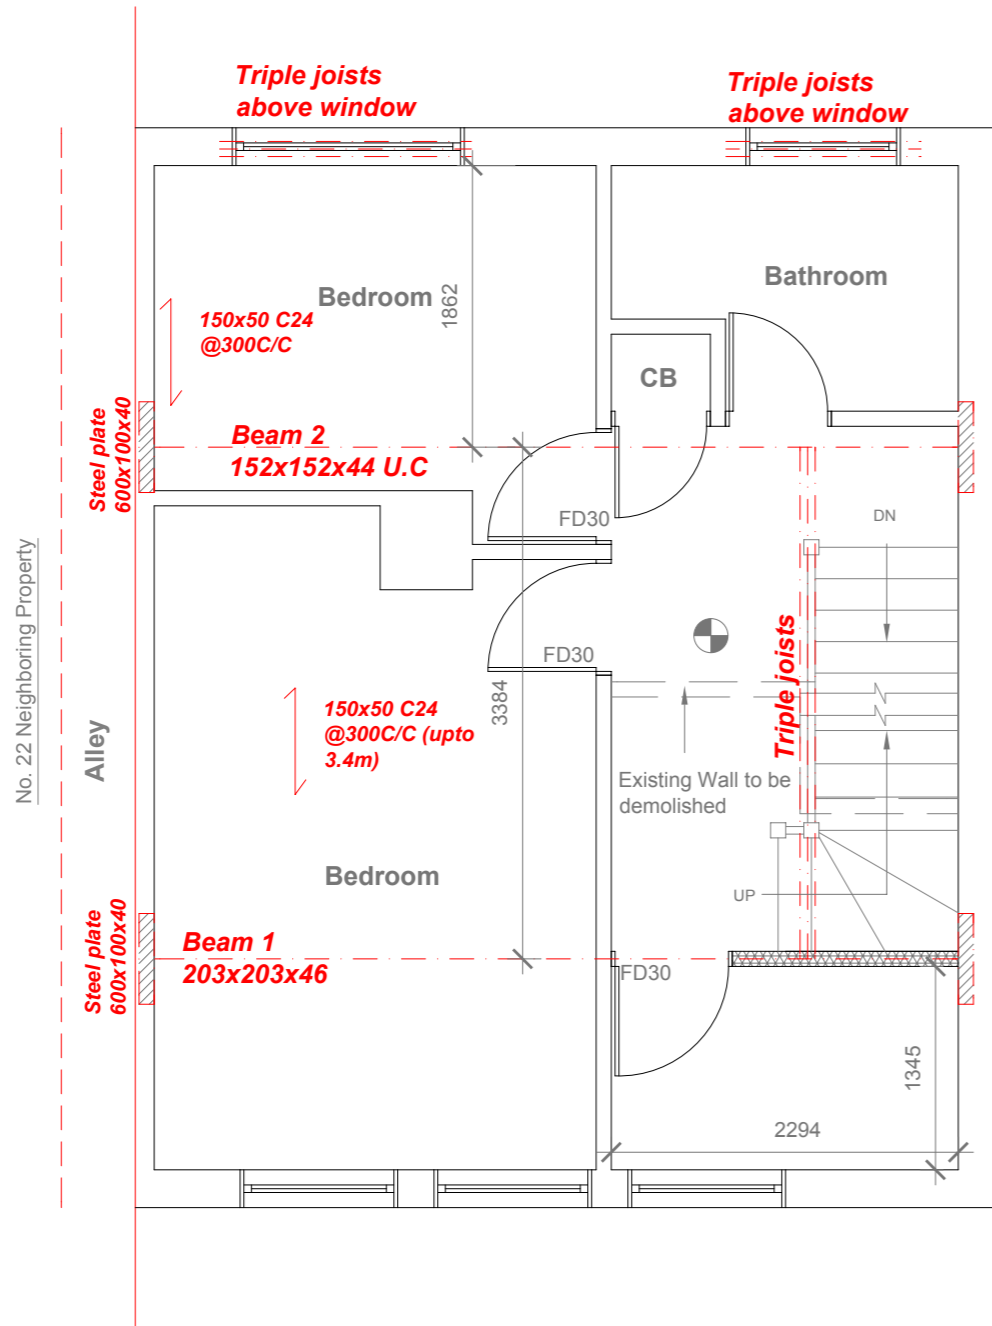 Triple joists
above window
Triple joists
above window
Bedroom
1862
Bathroom
150x50 C24
@300C/C
CB
Steel plate
600x100x40
Beam 2
152x152x44 U.C
FD30
DN
No. 22 Neighboring Property
Alley
FD30
3384
150x50 C24
@300C/C (upto
3.4m)
Triple joists
Existing Wall to be
demolished
Bedroom
UP
Steel plate
600x100x40
Beam 1
203x203x46
FD30
1345
2294